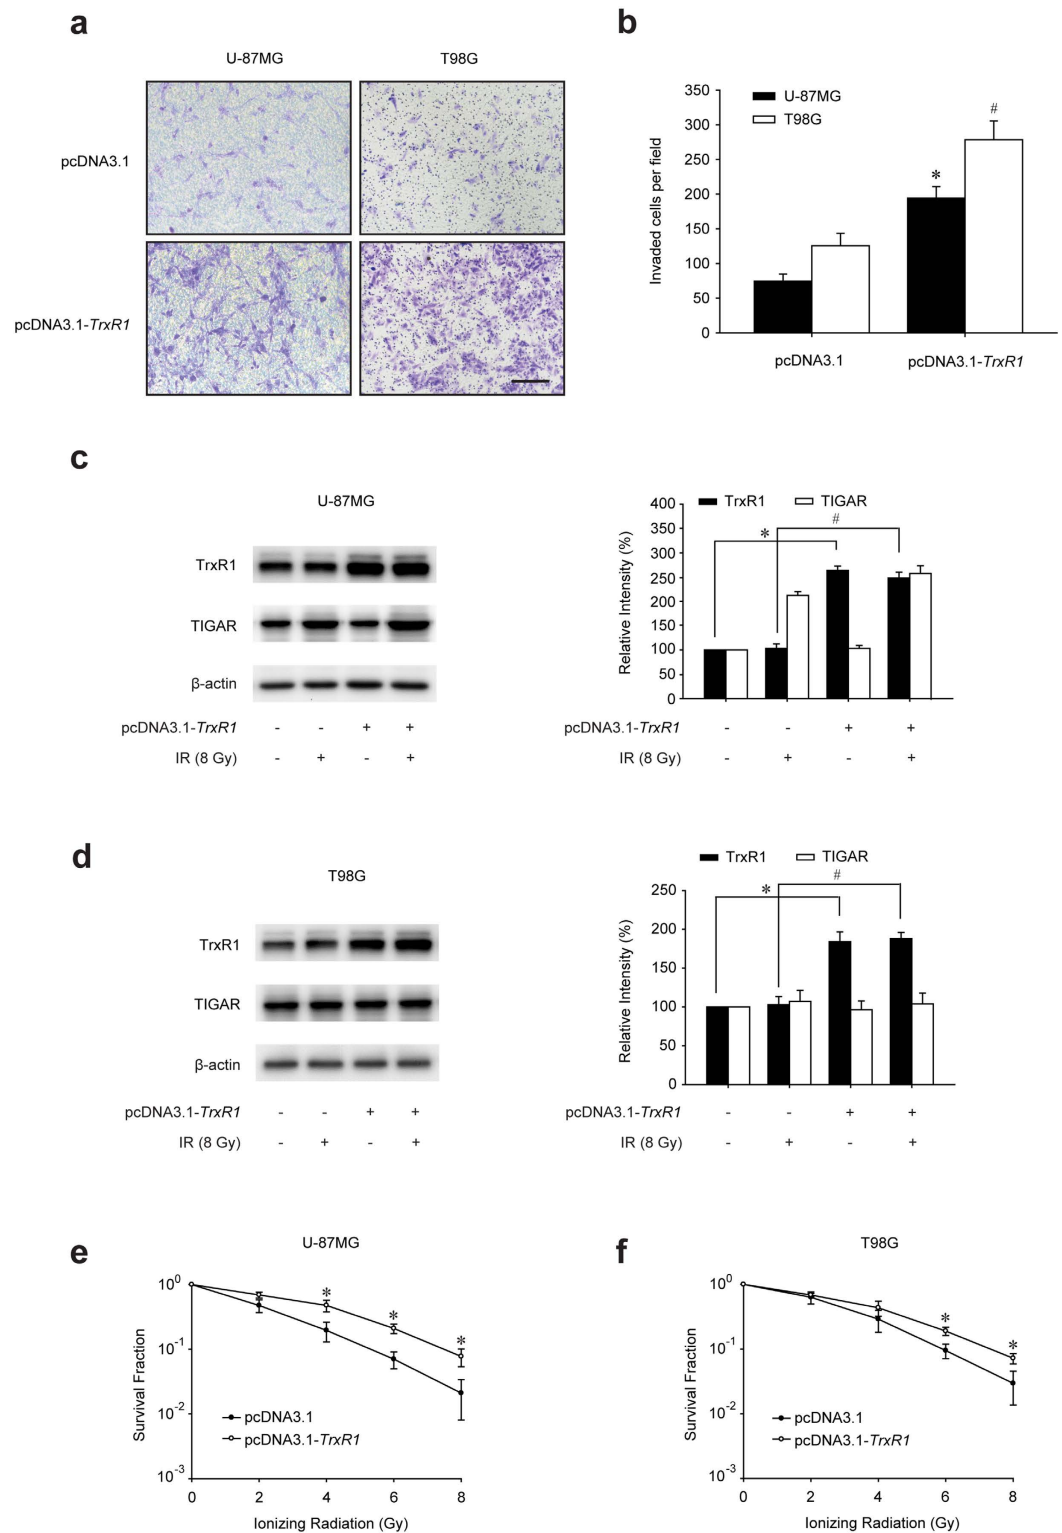 a
U-87MG
T98G
pcDNA3.1
pcDNA3.1-TrxR1
b
350
300
250
200
150
100
50
0
Invaded cells per field
U-87MG
T98G
*
#
pcDNA3.1
pcDNA3.1-TrxR1
c
U-87MG
TrxR1
TIGAR
β-actin
pcDNA3.1-TrxR1 - - + +
IR (8 Gy) - + - +
TrxR1 TIGAR
400
350
300
250
200
150
100
50
0
Relative Intensity (%)
* #
pcDNA3.1-TrxR1 - - + +
IR (8 Gy) - + - +
d
T98G
TrxR1
TIGAR
β-actin
pcDNA3.1-TrxR1 - - + +
IR (8 Gy) - + - +
TrxR1 TIGAR
250
200
150
100
50
0
Relative Intensity (%)
* #
pcDNA3.1-TrxR1 - - + +
IR (8 Gy) - + - +
e
U-87MG
10^0
10^-1
10^-2
10^-3
Survival Fraction
* * *
pcDNA3.1
pcDNA3.1-TrxR1
0 2 4 6 8
Ionizing Radiation (Gy)
f
T98G
10^0
10^-1
10^-2
10^-3
Survival Fraction
* *
pcDNA3.1
pcDNA3.1-TrxR1
0 2 4 6 8
Ionizing Radiation (Gy)